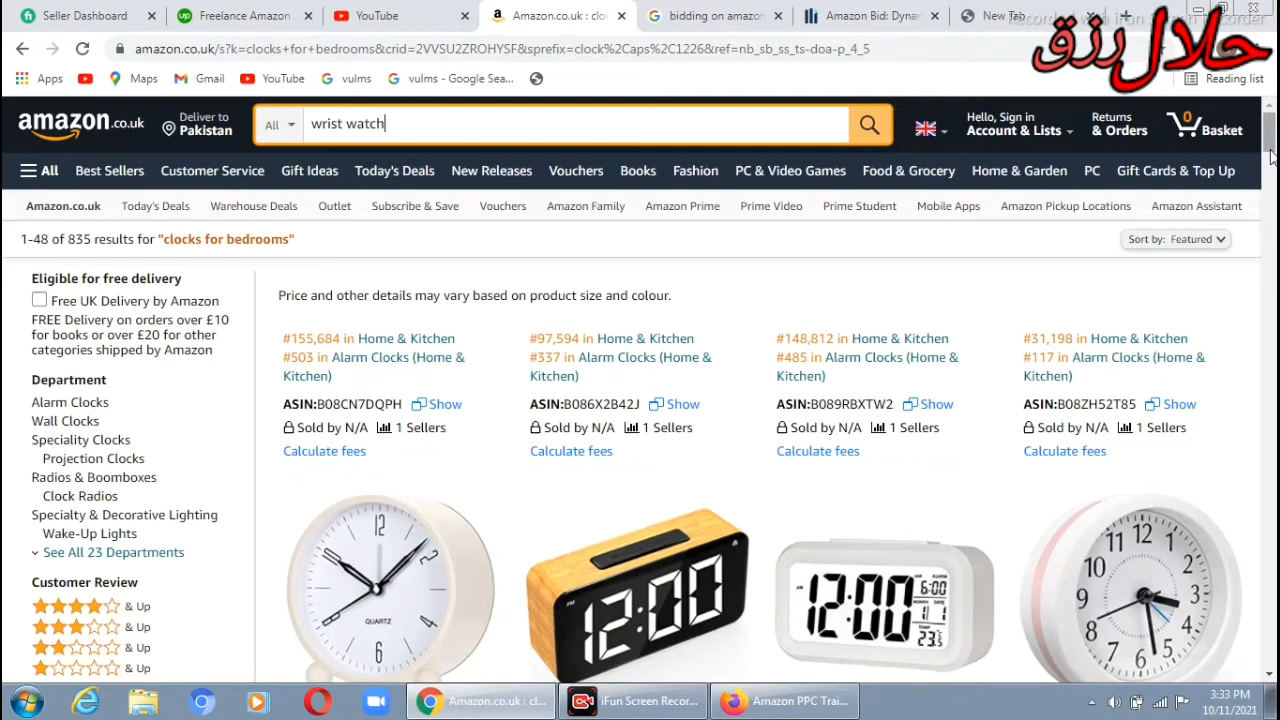 Seller Dashboard
Freelance Amazon
YouTube
Amazon.co.uk : clo
bidding on amazon
Amazon Bid: Dynar
New Tab
Recorded with iFun Screen Recorder
حلال رزق
amazon.co.uk/s?k=clocks+for+bedrooms&crid=2VVSU2ZROHYSF&sprefix=clock%2Caps%2C1226&ref=nb_sb_ss_ts-doa-p_4_5
Apps
Maps
Gmail
YouTube
vulms
vulms - Google Sea...
Reading list
amazon.co.uk
Deliver to
Pakistan
All
wrist watch
Hello, Sign in
Account & Lists
Returns
& Orders
0
Basket
All
Best Sellers
Customer Service
Gift Ideas
Today's Deals
New Releases
Vouchers
Books
Fashion
PC & Video Games
Food & Grocery
Home & Garden
PC
Gift Cards & Top Up
Amazon.co.uk
Today's Deals
Warehouse Deals
Outlet
Subscribe & Save
Vouchers
Amazon Family
Amazon Prime
Prime Video
Prime Student
Mobile Apps
Amazon Pickup Locations
Amazon Assistant
1-48 of 835 results for "clocks for bedrooms"
Sort by: Featured
Eligible for free delivery
Free UK Delivery by Amazon
FREE Delivery on orders over £10
for books or over £20 for other
categories shipped by Amazon
Department
Alarm Clocks
Wall Clocks
Speciality Clocks
Projection Clocks
Radios & Boomboxes
Clock Radios
Specialty & Decorative Lighting
Wake-Up Lights
See All 23 Departments
Customer Review
& Up
& Up
& Up
& Up
Price and other details may vary based on product size and colour.
#155,684 in Home & Kitchen
#503 in Alarm Clocks (Home &
Kitchen)
ASIN:B08CN7DQPH Show
Sold by N/A 1 Sellers
Calculate fees
#97,594 in Home & Kitchen
#337 in Alarm Clocks (Home &
Kitchen)
ASIN:B086X2B42J Show
Sold by N/A 1 Sellers
Calculate fees
#148,812 in Home & Kitchen
#485 in Alarm Clocks (Home &
Kitchen)
ASIN:B089RBXTW2 Show
Sold by N/A 1 Sellers
Calculate fees
#31,198 in Home & Kitchen
#117 in Alarm Clocks (Home &
Kitchen)
ASIN:B08ZH52T85 Show
Sold by N/A 1 Sellers
Calculate fees
12
QUARTZ
6
12:00
12:00
6:00
23.5
12
1
2
3
4
5
6
7
8
9
10
11
Amazon.co.uk : cl...
iFun Screen Recor...
Amazon PPC Trai...
3:33 PM
10/11/2021